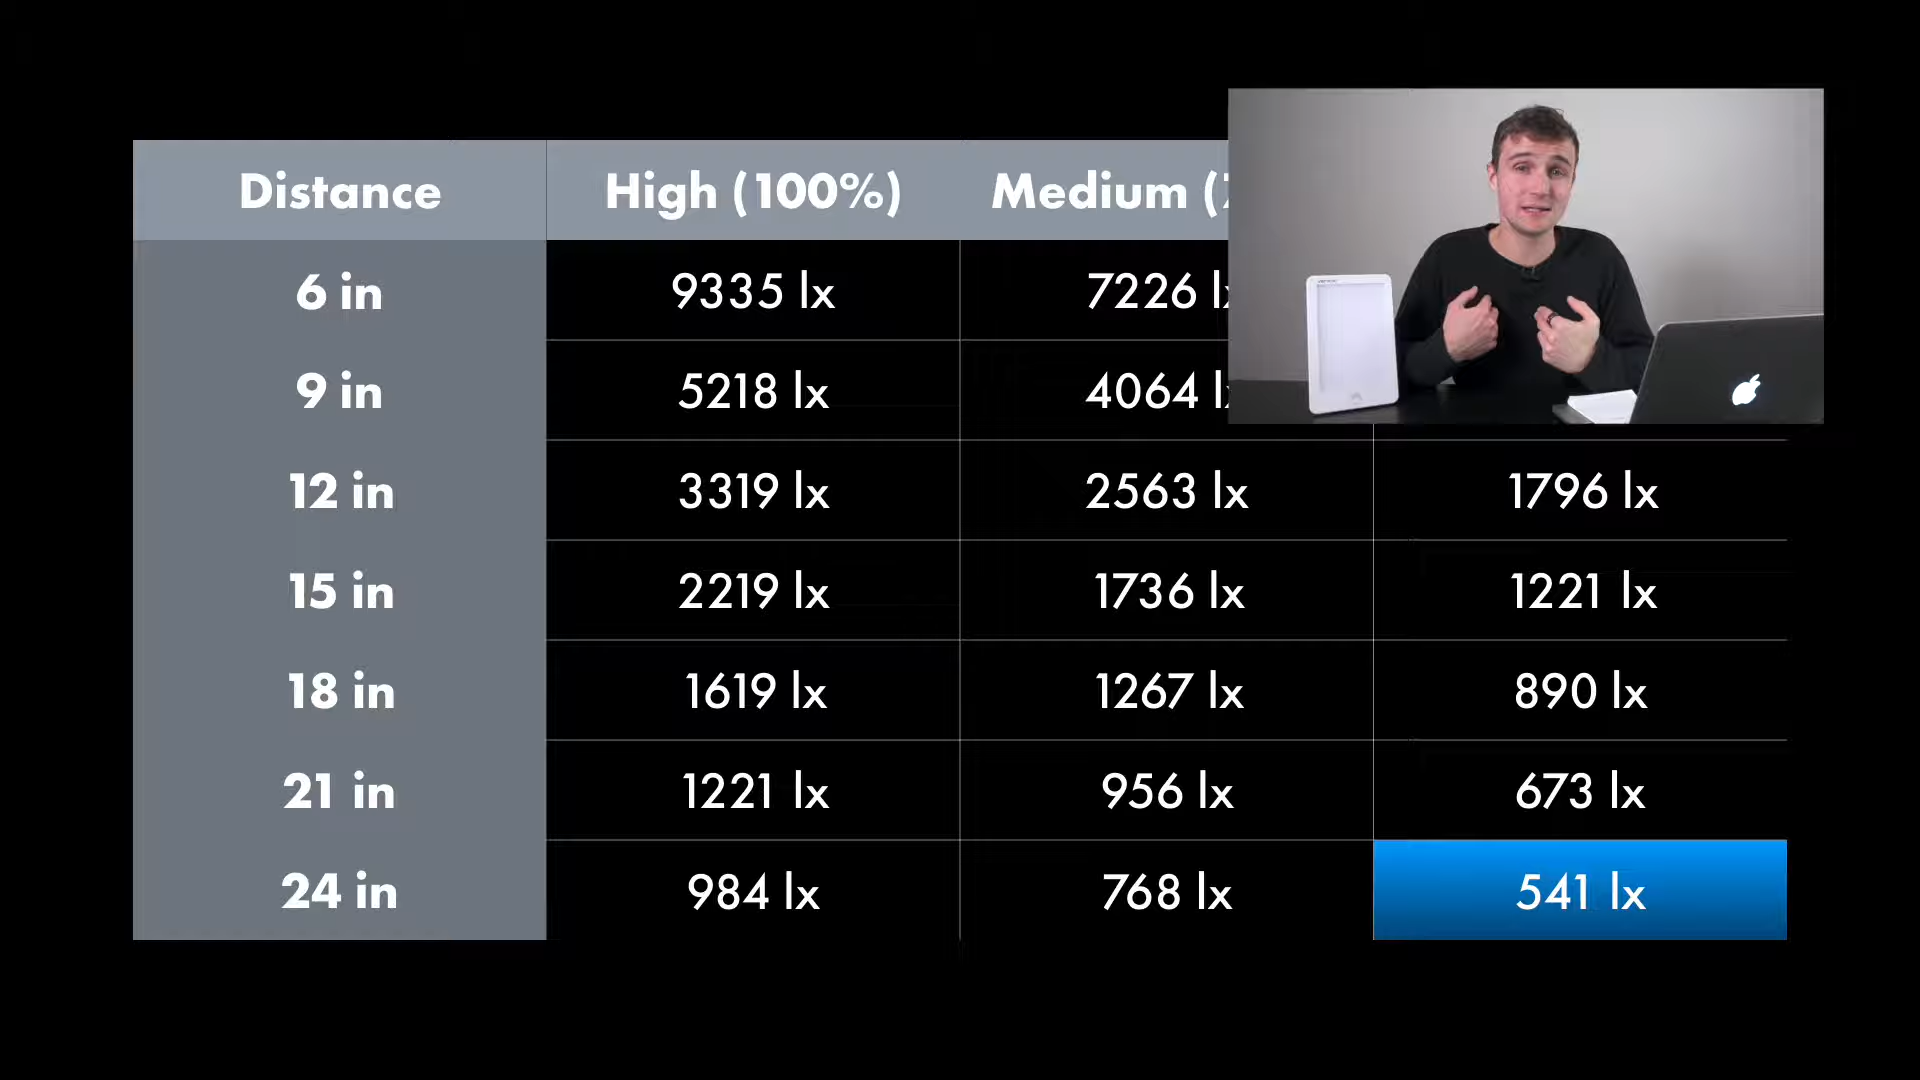 Distance High (100%) Medium (
6 in 9335 lx 7226 lx
9 in 5218 lx 4064 lx
12 in 3319 lx 2563 lx 1796 lx
15 in 2219 lx 1736 lx 1221 lx
18 in 1619 lx 1267 lx 890 lx
21 in 1221 lx 956 lx 673 lx
24 in 984 lx 768 lx 541 lx